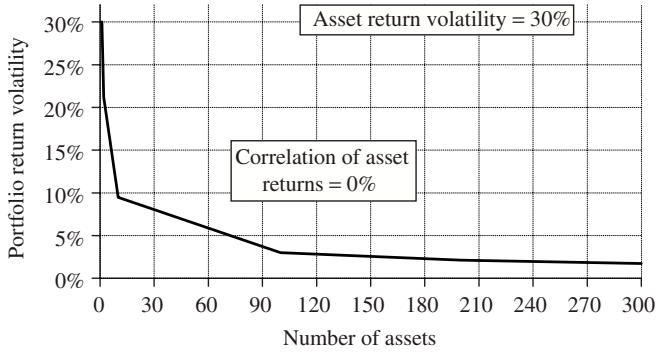 Asset return volatility = 30%
Portfolio return volatility
30%
25%
20%
15%
10%
5%
0%
Correlation of asset
returns = 0%
0 30 60 90 120 150 180 210 240 270 300
Number of assets